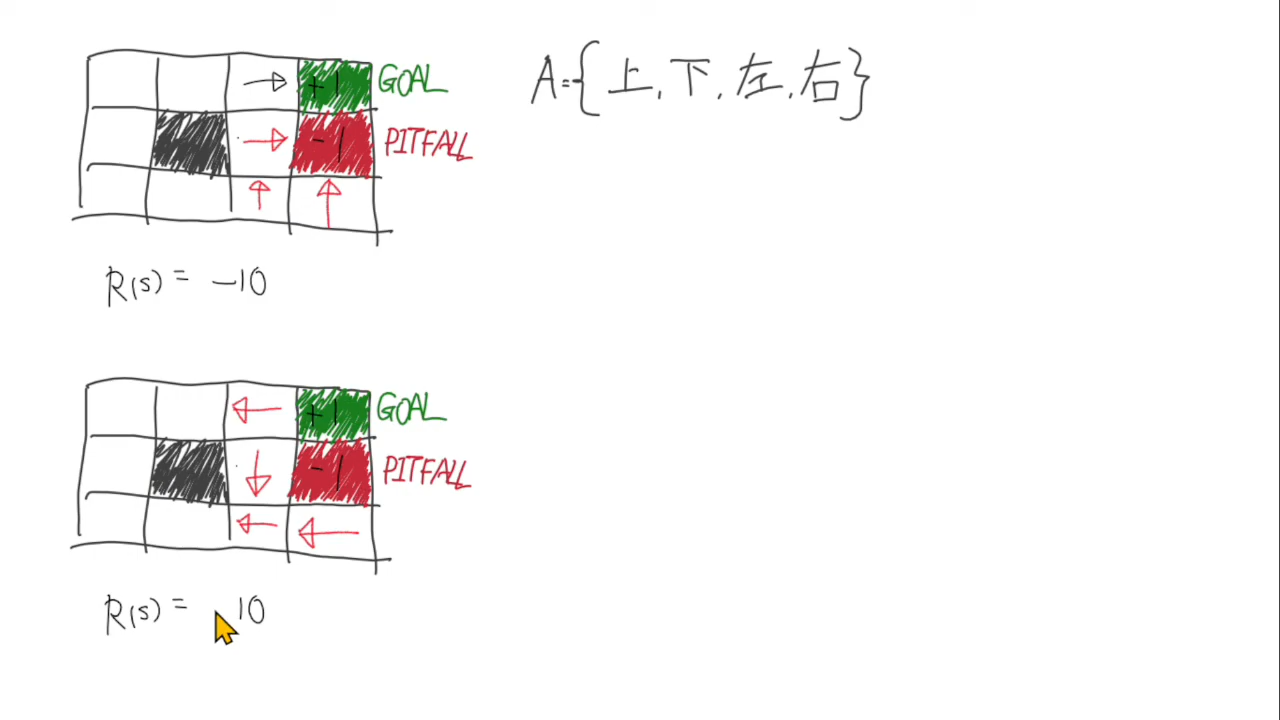 A={上,下,左,右}
+1 GOAL
-1 PITFALL
R(s) = -10
+1 GOAL
-1 PITFALL
R(s) = 10